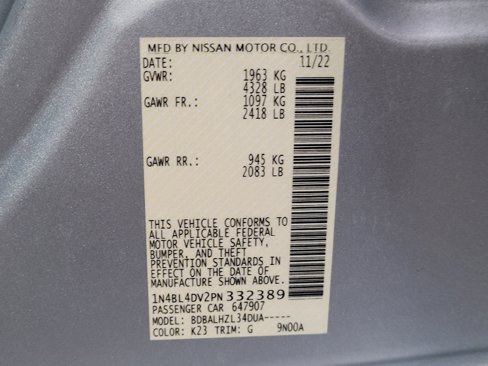 MFD BY NISSAN MOTOR CO., LTD.
DATE: 11/22
GVWR: 1963 KG
4328 LB
GAWR FR.: 1097 KG
2418 LB
GAWR RR.: 945 KG
2083 LB
THIS VEHICLE CONFORMS TO
ALL APPLICABLE FEDERAL
MOTOR VEHICLE SAFETY,
BUMPER, AND THEFT
PREVENTION STANDARDS IN
EFFECT ON THE DATE OF
MANUFACTURE SHOWN ABOVE.
1N4BL4DV2PN332389
PASSENGER CAR 647907
MODEL: BDBALHZL34DUA-----
COLOR: K23 TRIM: G 9N00A